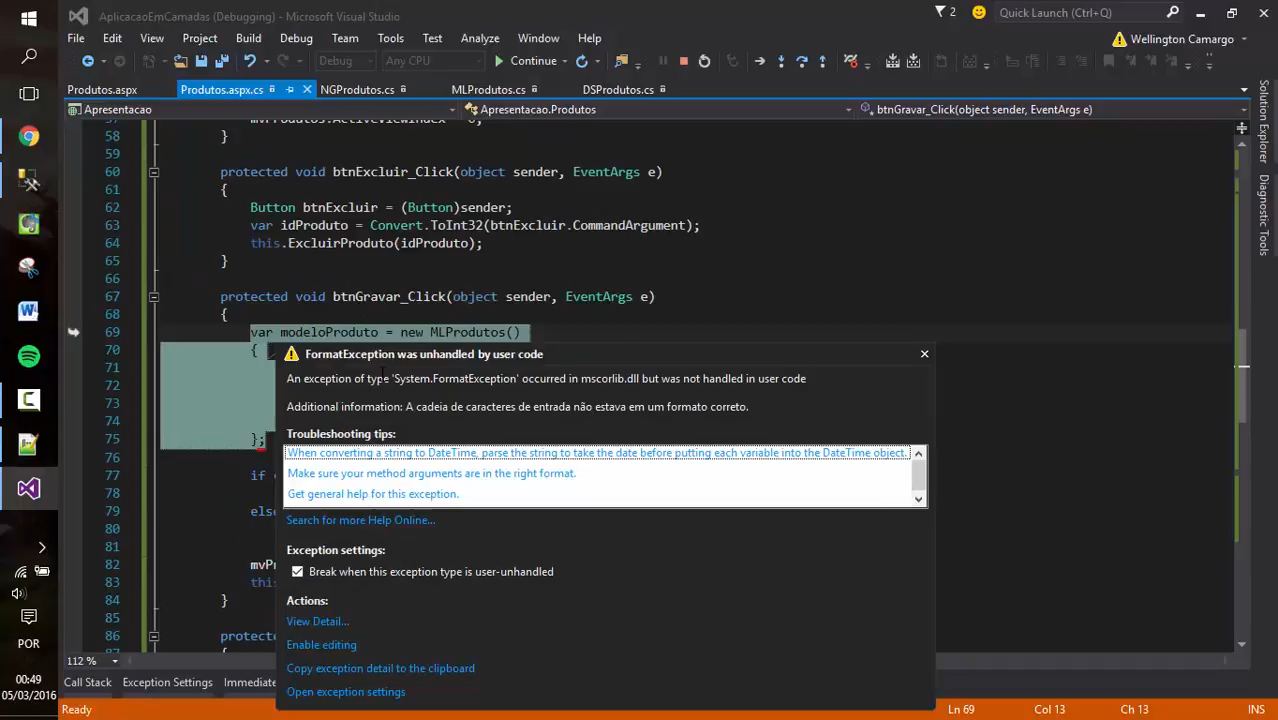 AplicacaoEmCamadas (Debugging) - Microsoft Visual Studio
2
Quick Launch (Ctrl+Q)
File Edit View Project Build Debug Team Tools Test Analyze Window Help
Wellington Camargo
Debug Any CPU Continue
Produtos.aspx Produtos.aspx.cs NGProdutos.cs MLProdutos.cs DSProdutos.cs
Apresentacao Apresentacao.Produtos btnGravar_Click(object sender, EventArgs e)
58 }
59
60 protected void btnExcluir_Click(object sender, EventArgs e)
61 {
62 Button btnExcluir = (Button)sender;
63 var idProduto = Convert.ToInt32(btnExcluir.CommandArgument);
64 this.ExcluirProduto(idProduto);
65 }
66
67 protected void btnGravar_Click(object sender, EventArgs e)
68 {
69 var modeloProduto = new MLProdutos()
70 {
71
72
73
74
75 };
76
77 if
78
79 else
80
81
82 mvP
83 this
84 }
85
86 protecte
FormatException was unhandled by user code
An exception of type 'System.FormatException' occurred in mscorlib.dll but was not handled in user code
Additional information: A cadeia de caracteres de entrada não estava em um formato correto.
Troubleshooting tips:
When converting a string to DateTime, parse the string to take the date before putting each variable into the DateTime object.
Make sure your method arguments are in the right format.
Get general help for this exception.
Search for more Help Online...
Exception settings:
Break when this exception type is user-unhandled
Actions:
View Detail...
Enable editing
Copy exception detail to the clipboard
Open exception settings
Solution Explorer
Diagnostic Tools
112 %
Call Stack Exception Settings Immediate
Ready Ln 69 Col 13 Ch 13 INS
POR
00:49
05/03/2016